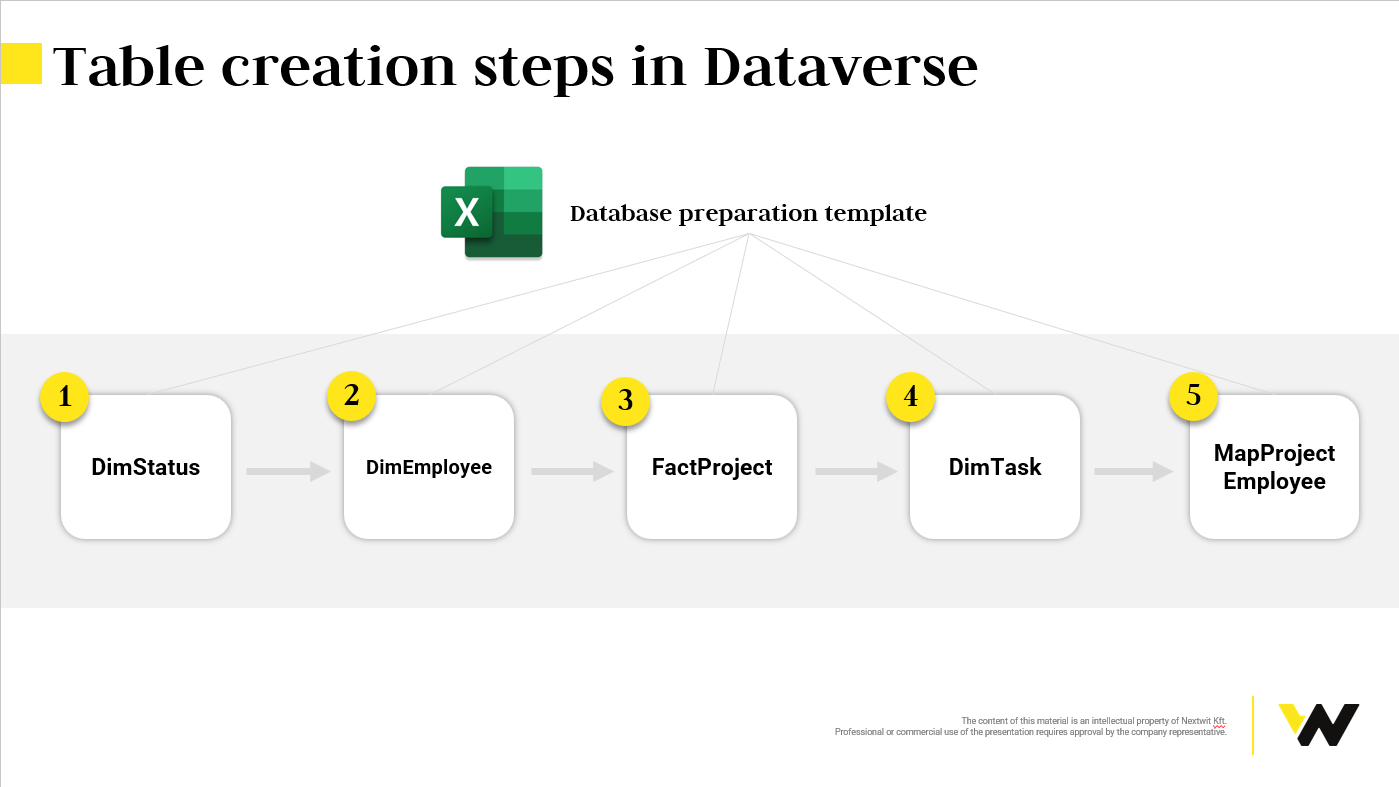 Table creation steps in Dataverse
X
Database preparation template
1
2
3
4
5
DimStatus
DimEmployee
FactProject
DimTask
MapProject
Employee
The content of this material is an intellectual property of Nextwit Kft.
Professional or commercial use of the presentation requires approval by the company representative.